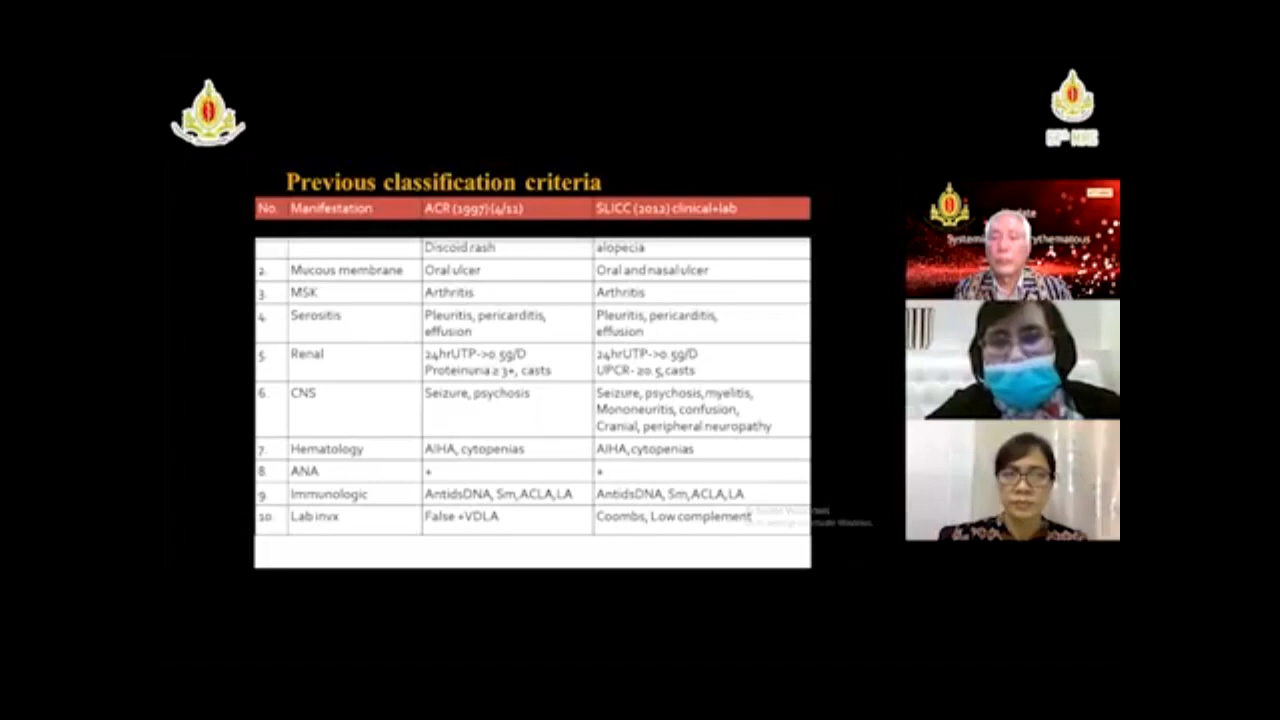 Previous classification criteria
No. Manifestation ACR (1997)(4/11) SLICC (2012) clinical+lab
Discoid rash alopecia
2. Mucous membrane Oral ulcer Oral and nasal ulcer
3. MSK Arthritis Arthritis
4. Serositis Pleuritis, pericarditis, Pleuritis, pericarditis,
effusion effusion
5. Renal 24hrUTP->0.5g/D 24hrUTP->0.5g/D
Proteinuria ≥ 3+, casts UPCR- ≥0.5, casts
6. CNS Seizure, psychosis Seizure, psychosis, myelitis,
Mononeuritis, confusion,
Cranial, peripheral neuropathy
7. Hematology AIHA, cytopenias AIHA, cytopenias
8. ANA + +
9. Immunologic AntidsDNA, Sm, ACLA, LA AntidsDNA, Sm, ACLA, LA
10. Lab invx False +VDLA Coombs, Low complement